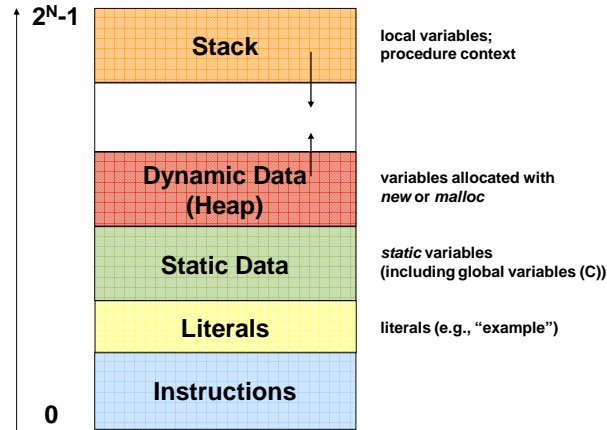 2ᴺ-1
Stack
local variables;
procedure context
Dynamic Data
(Heap)
variables allocated with
new or malloc
Static Data
static variables
(including global variables (C))
Literals
literals (e.g., “example”)
Instructions
0